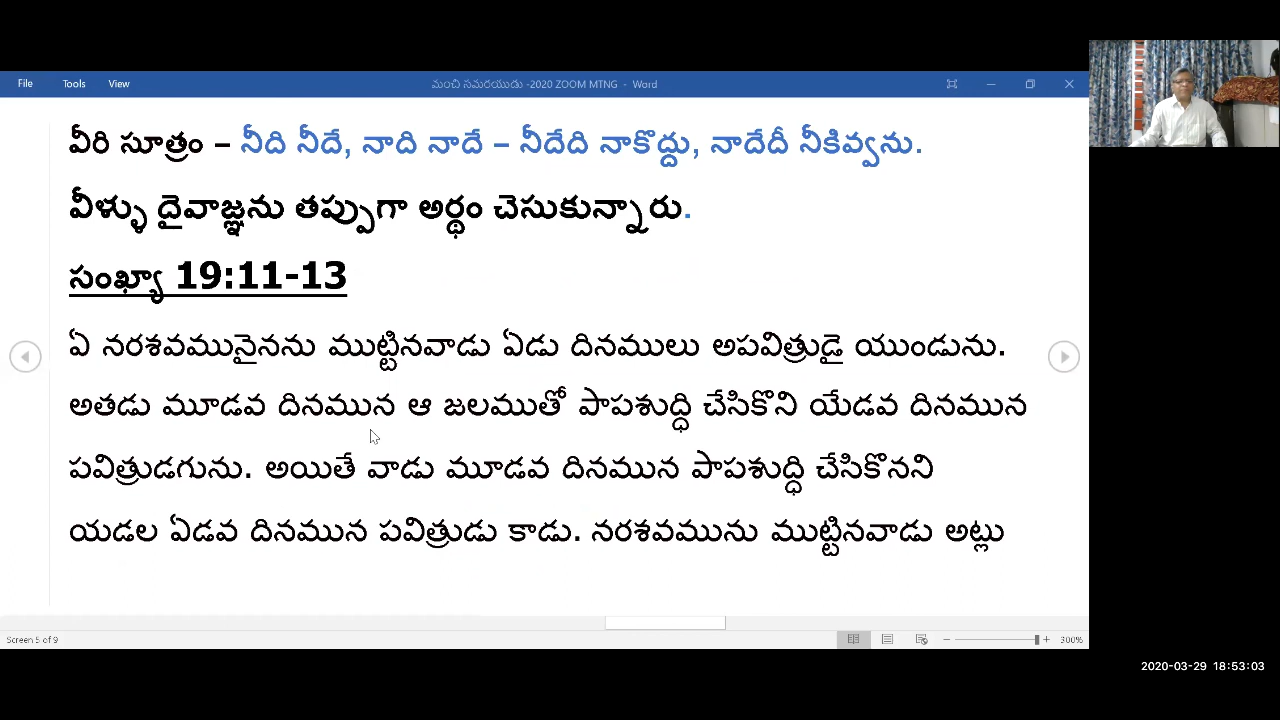 File Tools View మంచి సమరయుడు -2020 ZOOM MTNG - Word
వీరి సూత్రం – నీది నీదే, నాది నాదే – నీదేది నాకొద్దు, నాదేదీ నీకివ్వను.
వీళ్ళు దైవాజ్ఞను తప్పుగా అర్థం చెసుకున్నారు.
సంఖ్యా 19:11-13
ఏ నరశవమునైనను ముట్టినవాడు ఏడు దినములు అపవిత్రుడై యుండును.
అతడు మూడవ దినమున ఆ జలముతో పాపశుద్ధి చేసికొని యేడవ దినమున
పవిత్రుడగును. అయితే వాడు మూడవ దినమున పాపశుద్ధి చేసికొనని
యడల ఏడవ దినమున పవిత్రుడు కాడు. నరశవమును ముట్టినవాడు అట్లు
Screen 5 of 9 300%
2020-03-29 18:53:03